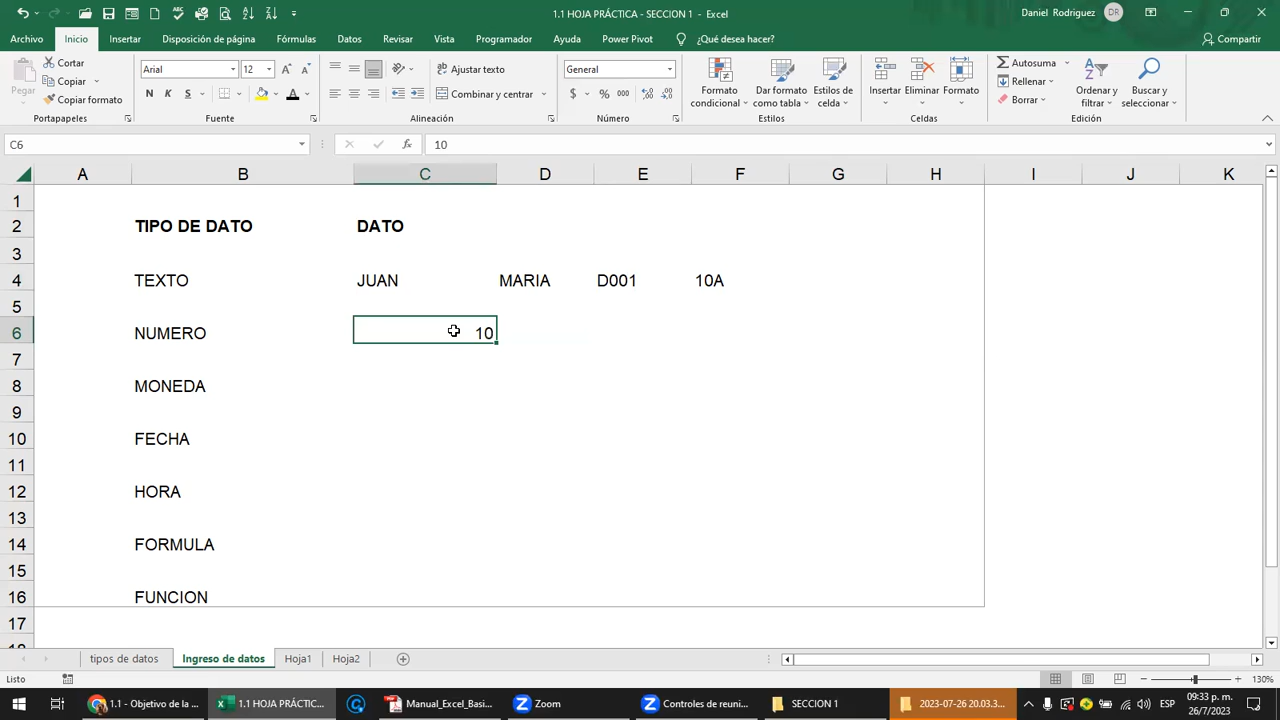 1.1 HOJA PRÁCTICA - SECCION 1 - Excel
Daniel Rodriguez DR
Archivo Inicio Insertar Disposición de página Fórmulas Datos Revisar Vista Programador Ayuda Power Pivot ¿Qué desea hacer? Compartir
Pegar Cortar Copiar Copiar formato
Arial 12
N K S A
Ajustar texto
Combinar y centrar
General
$ % 000
Formato condicional
Dar formato como tabla
Estilos de celda
Insertar Eliminar Formato
Autosuma
Rellenar
Borrar
Ordenar y filtrar
Buscar y seleccionar
Portapapeles Fuente Alineación Número Estilos Celdas Edición
C6 fx 10
A B C D E F G H I J K
1
2 TIPO DE DATO DATO
3
4 TEXTO JUAN MARIA D001 10A
5
6 NUMERO 10
7
8 MONEDA
9
10 FECHA
11
12 HORA
13
14 FORMULA
15
16 FUNCION
17
18
tipos de datos Ingreso de datos Hoja1 Hoja2
Listo 130%
1.1 - Objetivo de la ... 1.1 HOJA PRÁCTIC... Manual_Excel_Basi... Zoom Controles de reuni... SECCION 1 2023-07-26 20.03.3... ESP 09:33 p. m.
26/7/2023